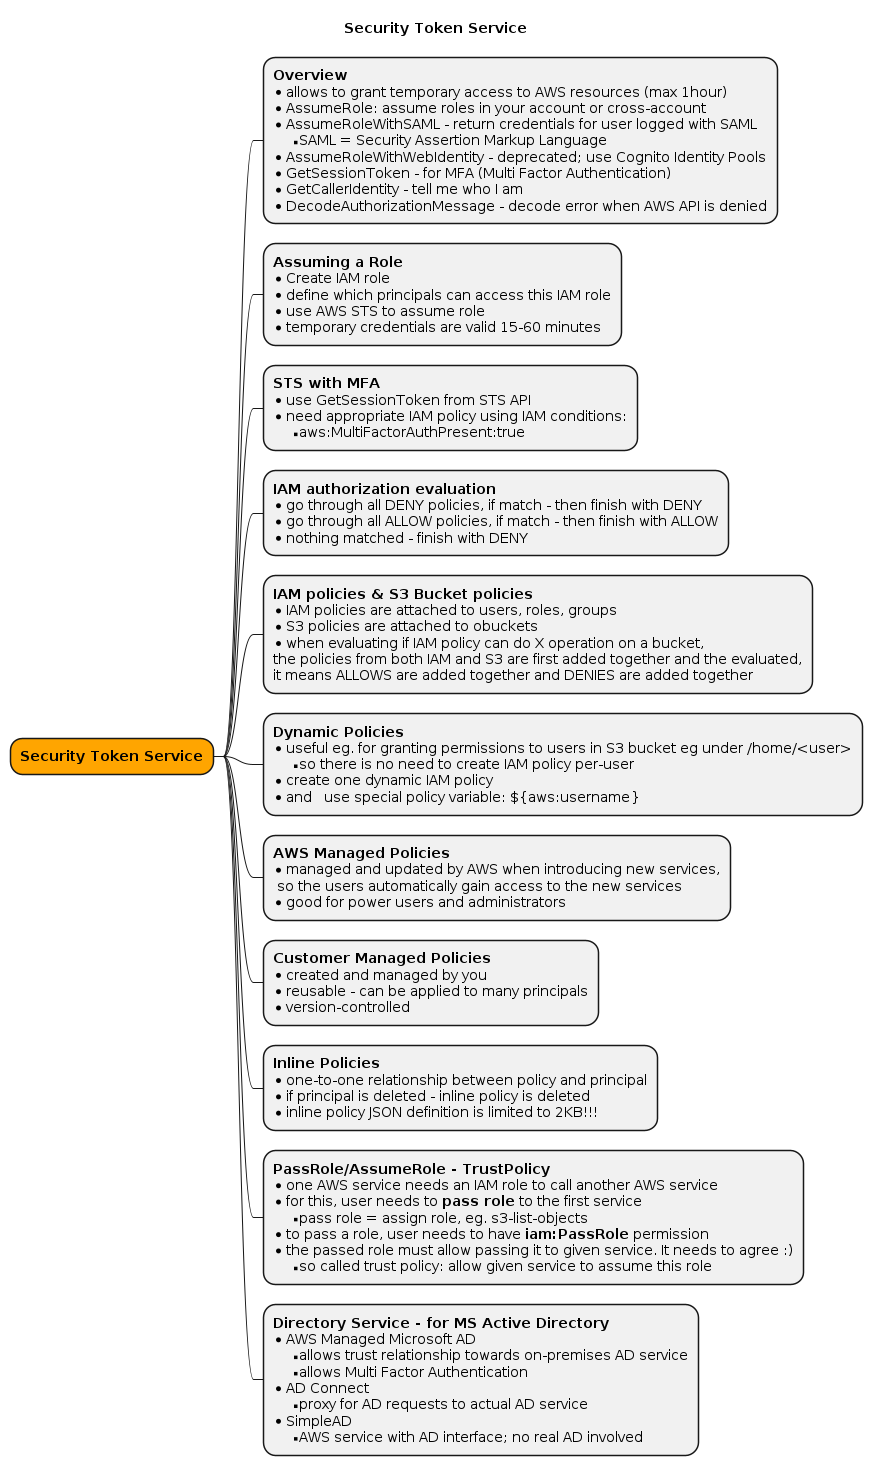 Security Token Service
Overview
• allows to grant temporary access to AWS resources (max 1hour)
• AssumeRole: assume roles in your account or cross-account
• AssumeRoleWithSAML - return credentials for user logged with SAML
▪ SAML = Security Assertion Markup Language
• AssumeRoleWithWebIdentity - deprecated; use Cognito Identity Pools
• GetSessionToken - for MFA (Multi Factor Authentication)
• GetCallerIdentity - tell me who I am
• DecodeAuthorizationMessage - decode error when AWS API is denied
Assuming a Role
• Create IAM role
• define which principals can access this IAM role
• use AWS STS to assume role
• temporary credentials are valid 15-60 minutes
STS with MFA
• use GetSessionToken from STS API
• need appropriate IAM policy using IAM conditions:
▪ aws:MultiFactorAuthPresent:true
IAM authorization evaluation
• go through all DENY policies, if match - then finish with DENY
• go through all ALLOW policies, if match - then finish with ALLOW
• nothing matched - finish with DENY
IAM policies & S3 Bucket policies
• IAM policies are attached to users, roles, groups
• S3 policies are attached to obuckets
• when evaluating if IAM policy can do X operation on a bucket,
the policies from both IAM and S3 are first added together and the evaluated,
it means ALLOWS are added together and DENIES are added together
Security Token Service
Dynamic Policies
• useful eg. for granting permissions to users in S3 bucket eg under /home/<user>
▪ so there is no need to create IAM policy per-user
• create one dynamic IAM policy
• and use special policy variable: ${aws:username}
AWS Managed Policies
• managed and updated by AWS when introducing new services,
so the users automatically gain access to the new services
• good for power users and administrators
Customer Managed Policies
• created and managed by you
• reusable - can be applied to many principals
• version-controlled
Inline Policies
• one-to-one relationship between policy and principal
• if principal is deleted - inline policy is deleted
• inline policy JSON definition is limited to 2KB!!!
PassRole/AssumeRole - TrustPolicy
• one AWS service needs an IAM role to call another AWS service
• for this, user needs to pass role to the first service
▪ pass role = assign role, eg. s3-list-objects
• to pass a role, user needs to have iam:PassRole permission
• the passed role must allow passing it to given service. It needs to agree :)
▪ so called trust policy: allow given service to assume this role
Directory Service - for MS Active Directory
• AWS Managed Microsoft AD
▪ allows trust relationship towards on-premises AD service
▪ allows Multi Factor Authentication
• AD Connect
▪ proxy for AD requests to actual AD service
• SimpleAD
▪ AWS service with AD interface; no real AD involved